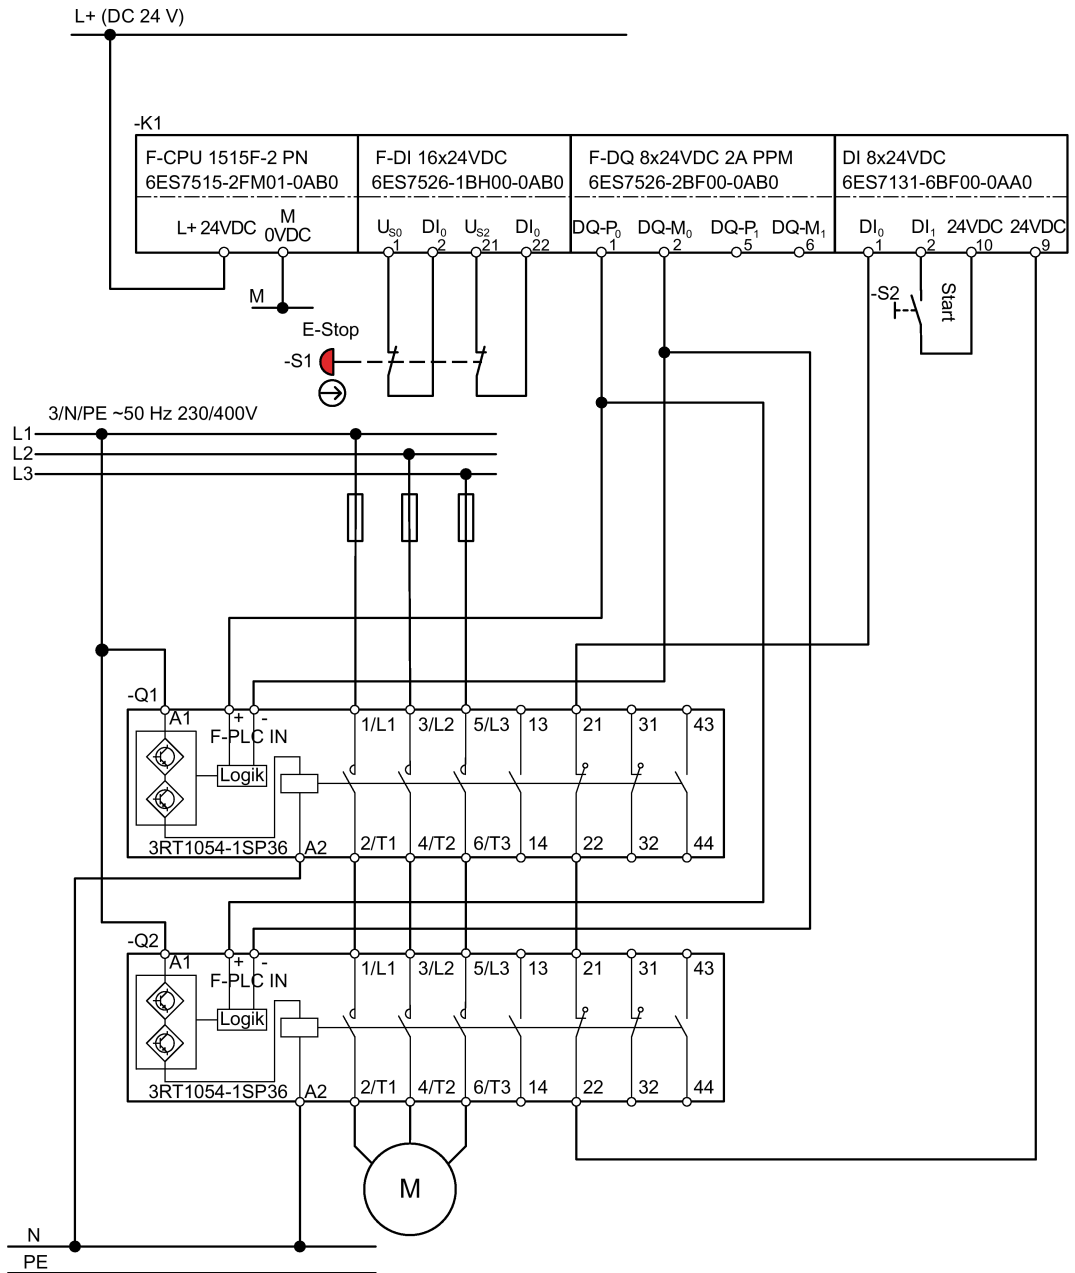 L+ (DC 24 V)
-K1
F-CPU 1515F-2 PN
6ES7515-2FM01-0AB0
F-DI 16x24VDC
6ES7526-1BH00-0AB0
F-DQ 8x24VDC 2A PPM
6ES7526-2BF00-0AB0
DI 8x24VDC
6ES7131-6BF00-0AA0
L+ 24VDC
M
0VDC
US0 DI0 US2 DI0
1 2 21 22
DQ-P0 DQ-M0 DQ-P1 DQ-M1
1 2 5 6
DI0 DI1 24VDC 24VDC
1 2 10 9
M
-S2
Start
E-Stop
-S1
3/N/PE ~50 Hz 230/400V
L1
L2
L3
-Q1
A1 + - 1/L1 3/L2 5/L3 13 21 31 43
F-PLC IN
Logik
3RT1054-1SP36 A2 2/T1 4/T2 6/T3 14 22 32 44
-Q2
A1 + - 1/L1 3/L2 5/L3 13 21 31 43
F-PLC IN
Logik
3RT1054-1SP36 A2 2/T1 4/T2 6/T3 14 22 32 44
M
N
PE